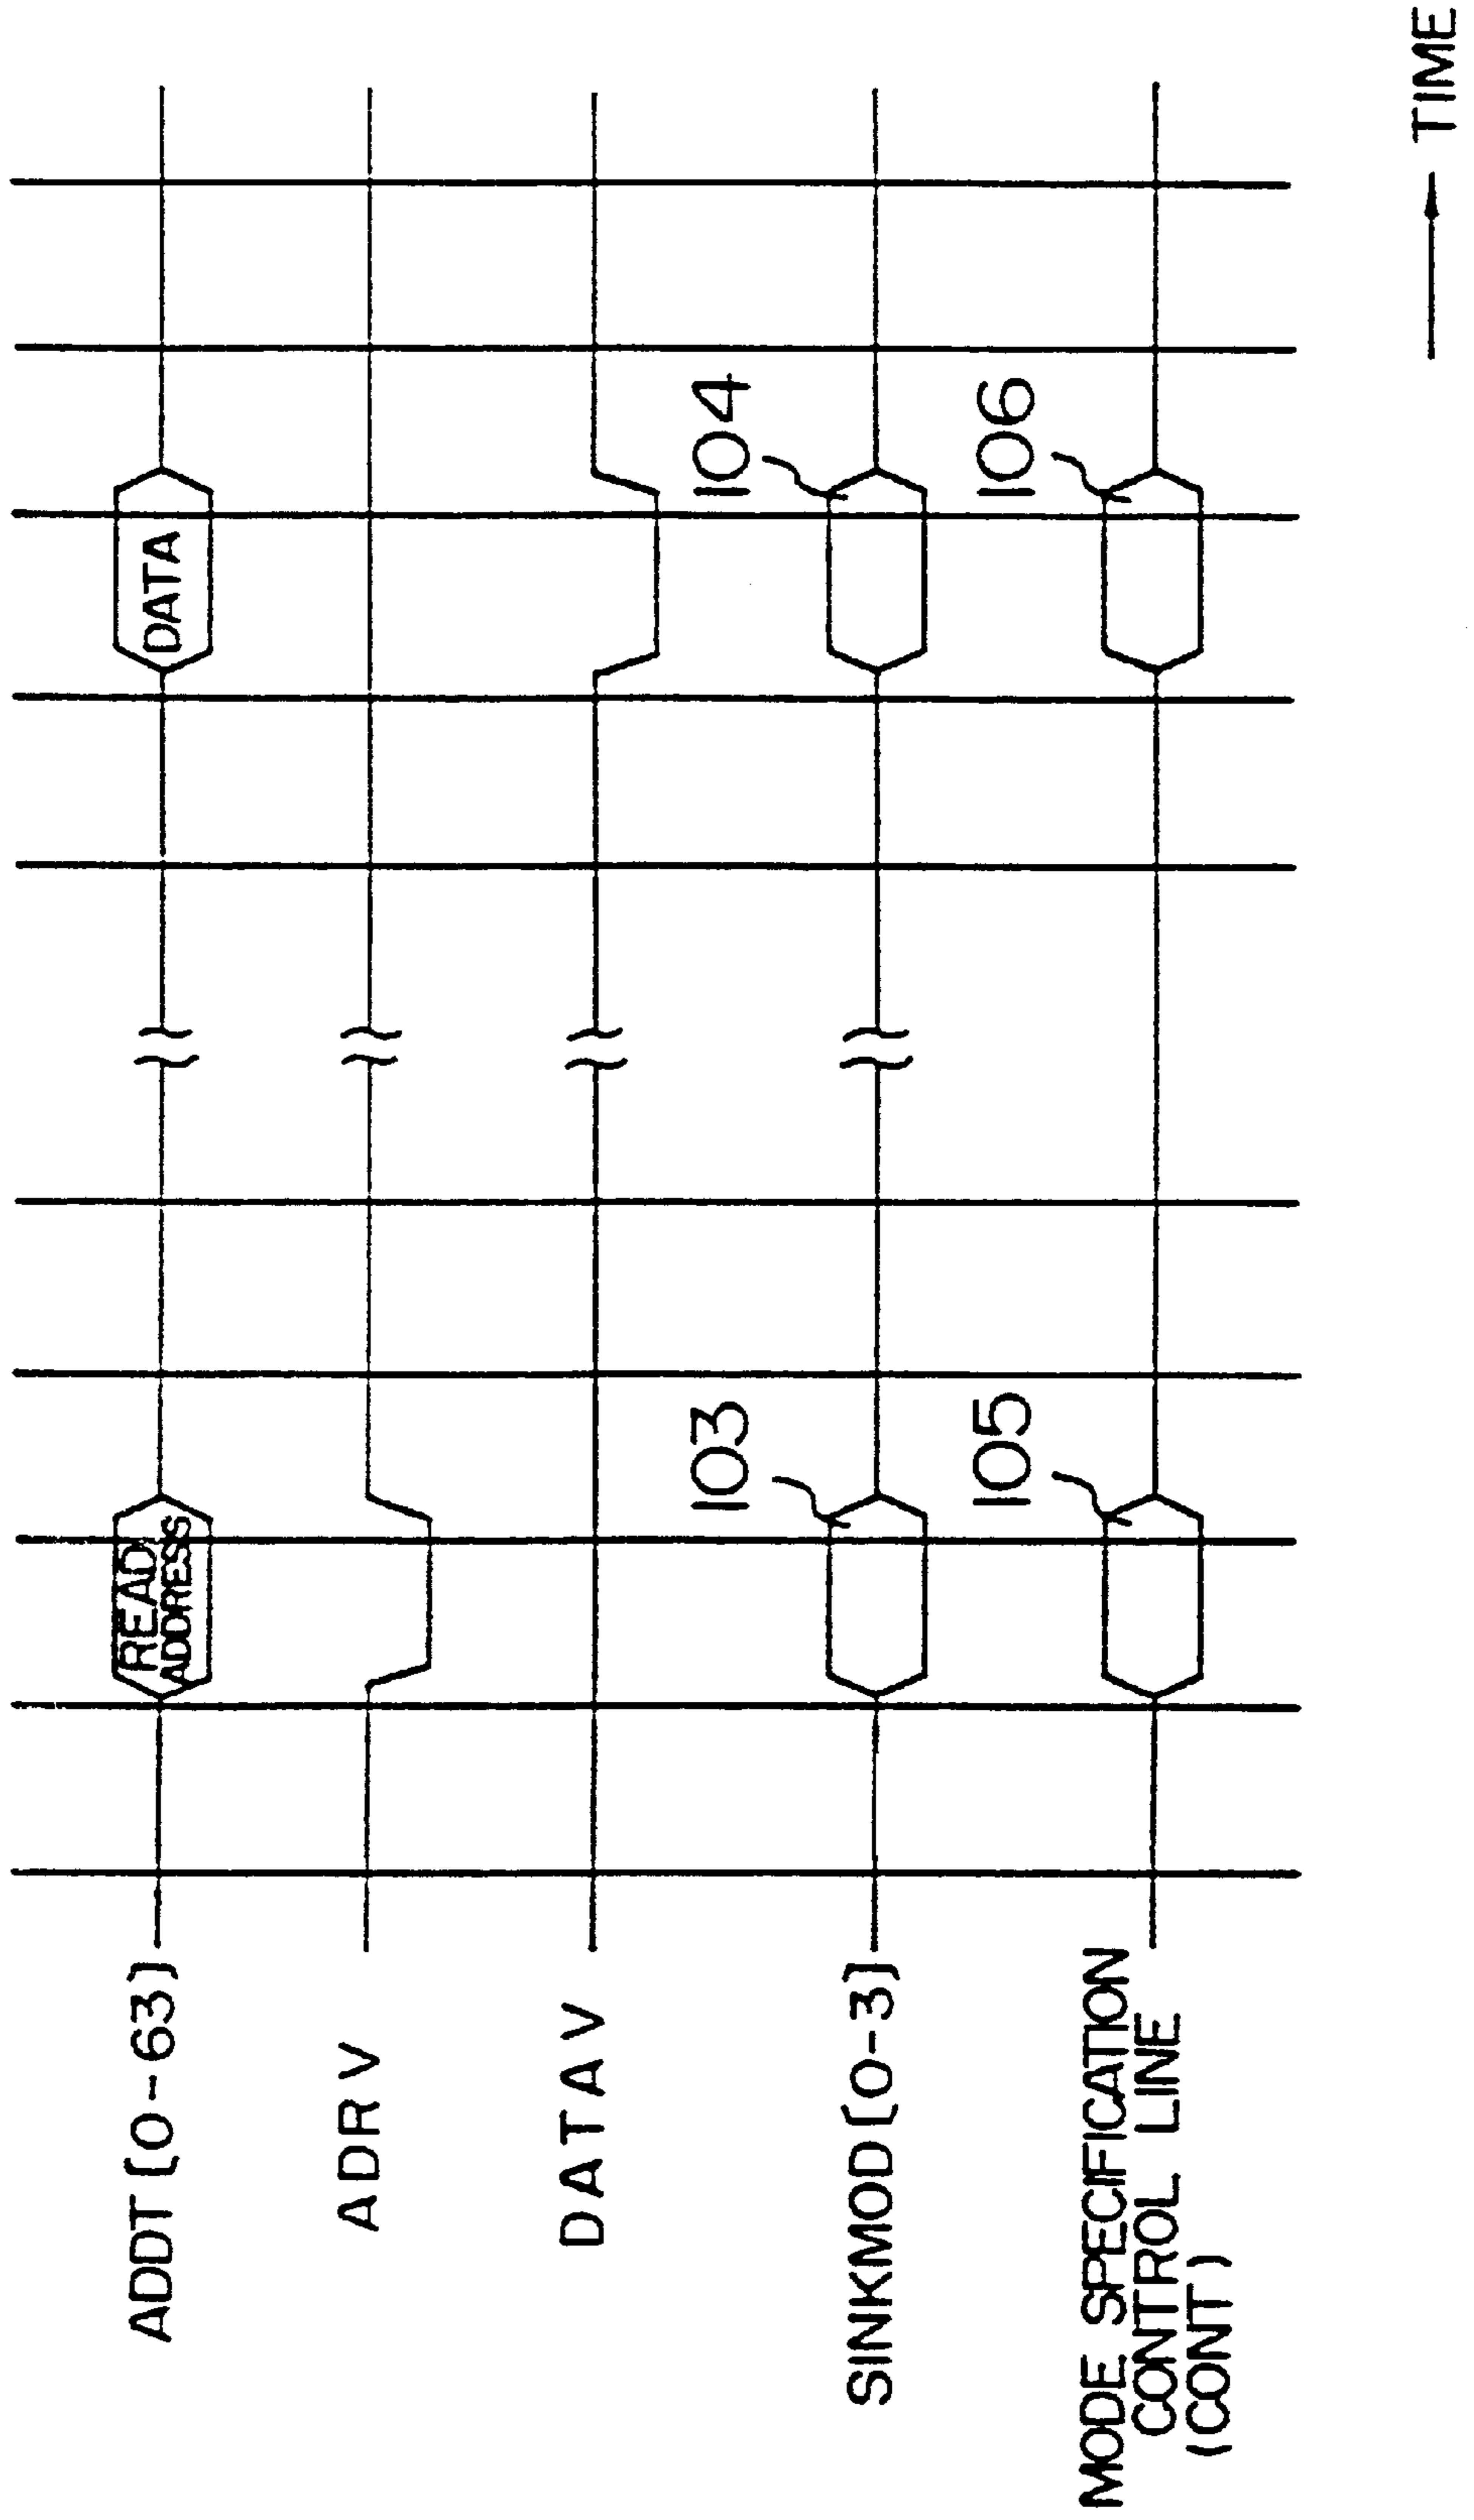 ADDT [0-63]
READ
ADDRESS
DATA
ADRV
DATAV
SINKMOD [0-3]
103
104
MODE SPECIFICATION
CONTROL LINE
(CONT)
105
106
TIME